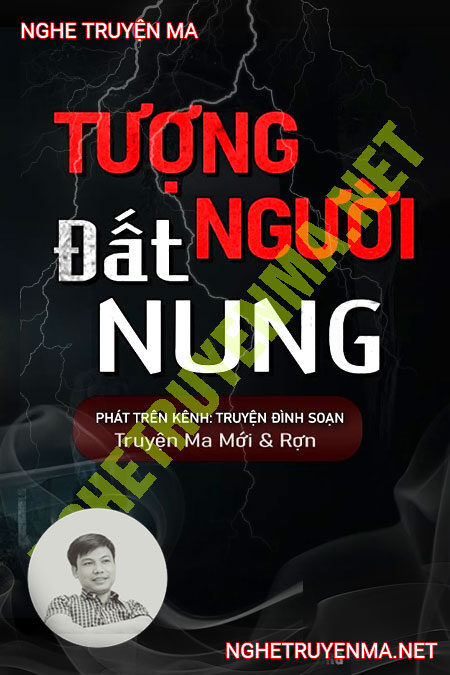 NGHE TRUYỆN MA
TƯỢNG
NGƯỜI
Đất
NUNG
NGHETRUYENMA.NET
PHÁT TRÊN KÊNH: TRUYỆN ĐÌNH SOẠN
Truyện Ma Mới & Rợn
NGHETRUYENMA.NET